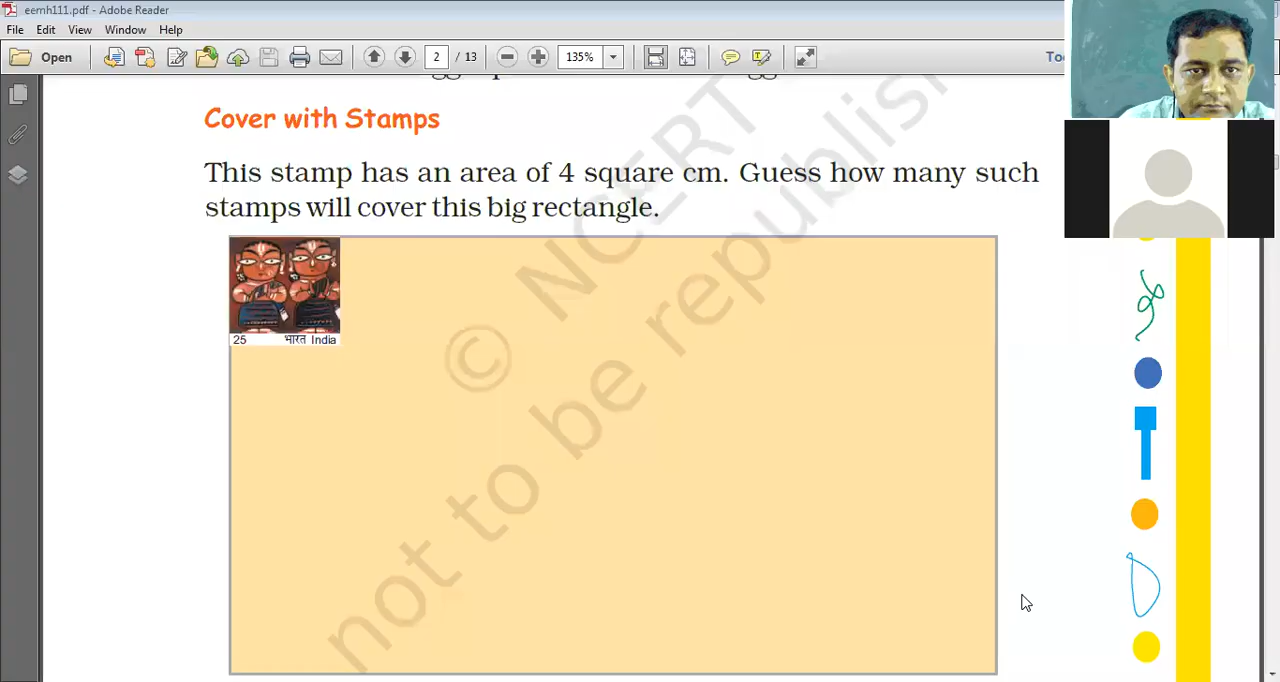 eemh111.pdf - Adobe Reader
File Edit View Window Help
Open 2 / 13 135%
Cover with Stamps
This stamp has an area of 4 square cm. Guess how many such
stamps will cover this big rectangle.
25 भारत India
© NCERT
not to be republish